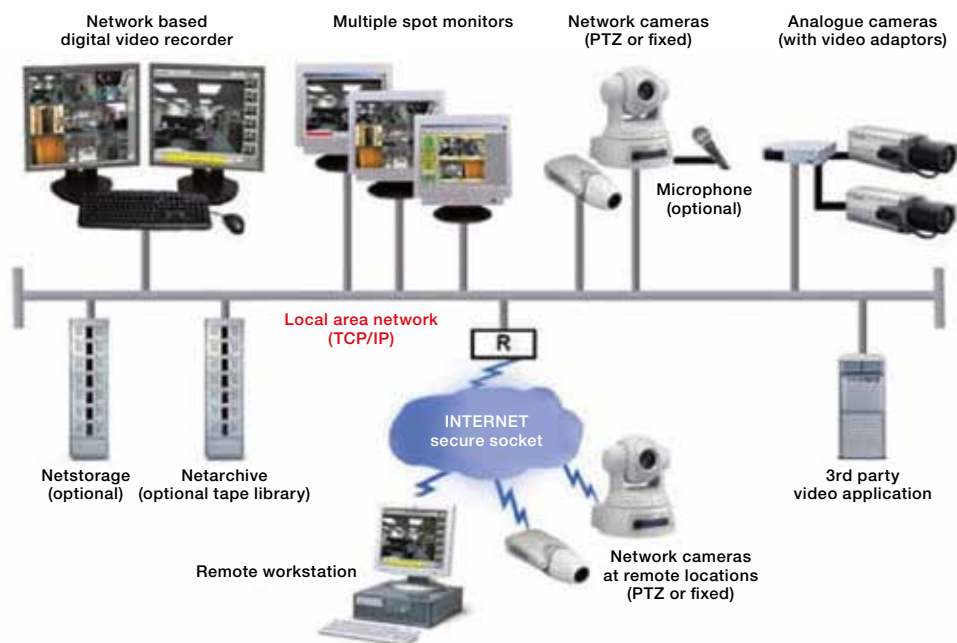 Network based
digital video recorder
Multiple spot monitors
Network cameras
(PTZ or fixed)
Analogue cameras
(with video adaptors)
Microphone
(optional)
Local area network
(TCP/IP)
R
INTERNET
secure socket
Netstorage
(optional)
Netarchive
(optional tape library)
3rd party
video application
Remote workstation
Network cameras
at remote locations
(PTZ or fixed)